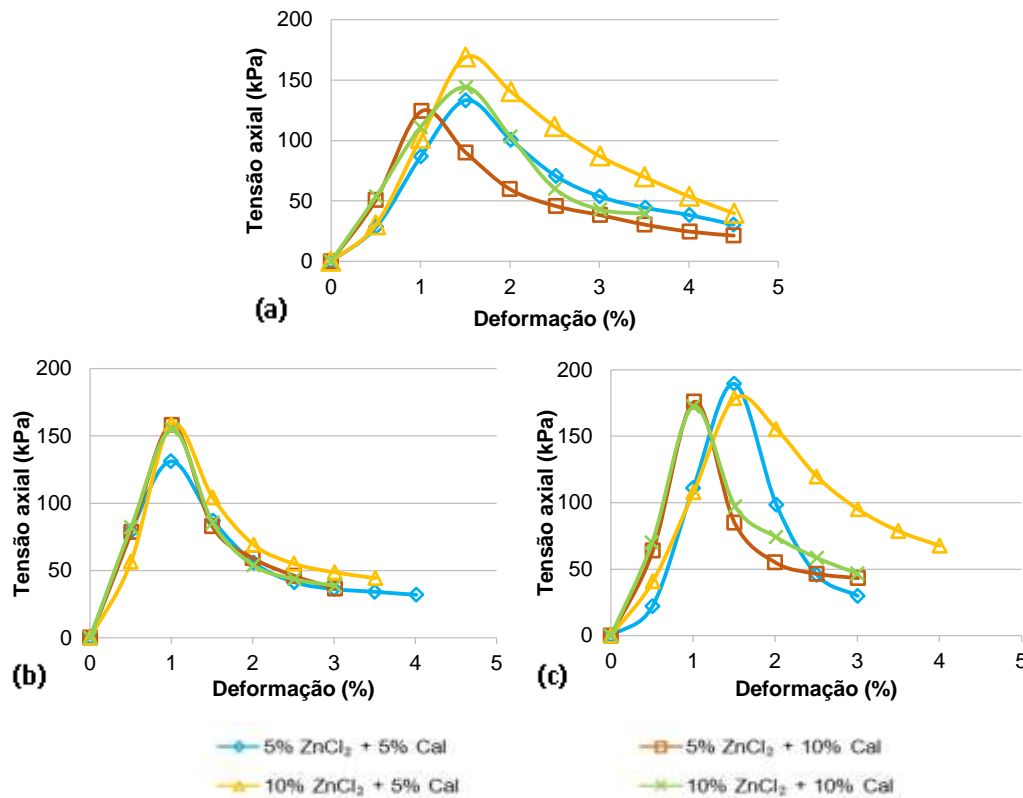 200
150
100
50
0
Tensão axial (kPa)
0 1 2 3 4 5
Deformação (%)
(a)
200
150
100
50
0
Tensão axial (kPa)
0 1 2 3 4 5
Deformação (%)
(b)
200
150
100
50
0
Tensão axial (kPa)
0 1 2 3 4 5
Deformação (%)
(c)
5% ZnCl₂ + 5% Cal
5% ZnCl₂ + 10% Cal
10% ZnCl₂ + 5% Cal
10% ZnCl₂ + 10% Cal